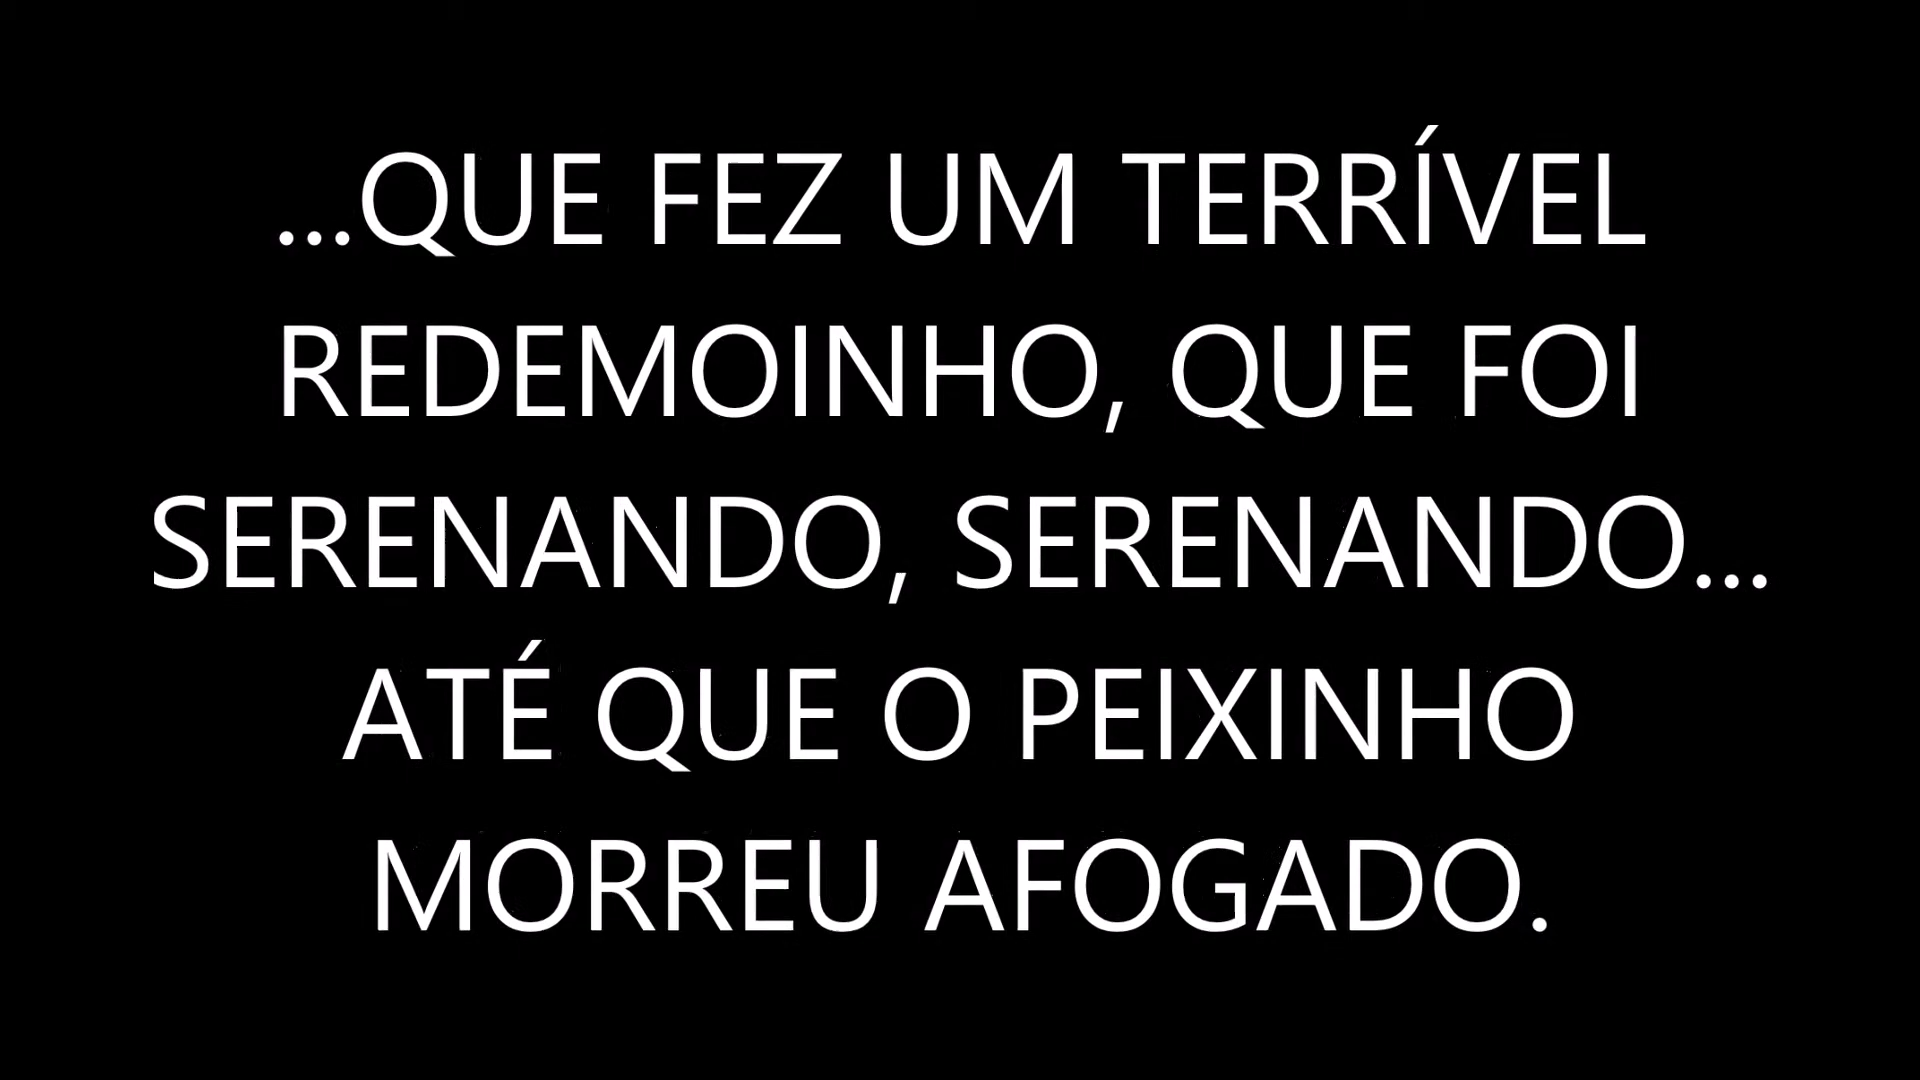 ...QUE FEZ UM TERRÍVEL
REDEMOINHO, QUE FOI
SERENANDO, SERENANDO...
ATÉ QUE O PEIXINHO
MORREU AFOGADO.